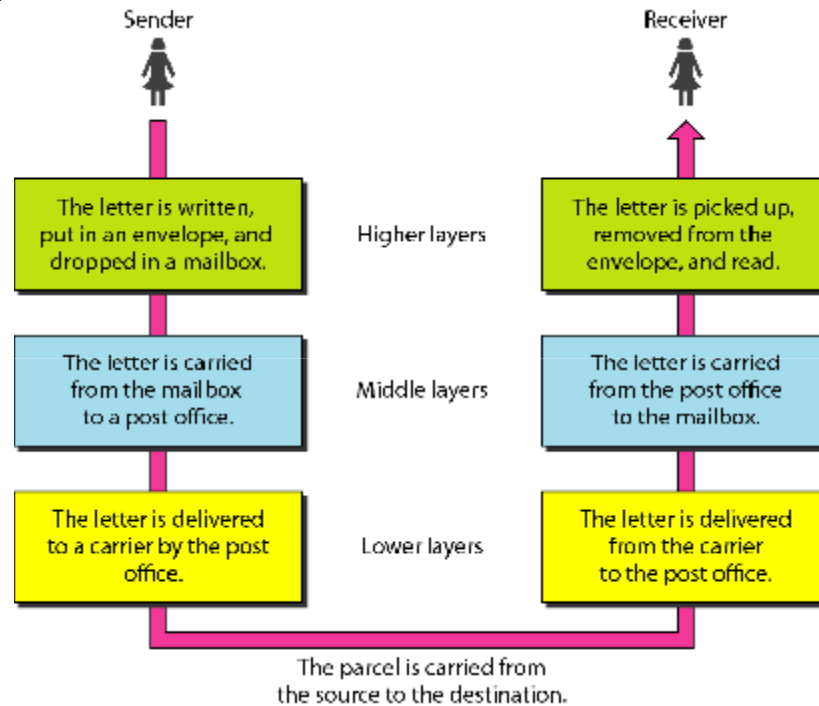 Sender
Receiver
The letter is written,
put in an envelope, and
dropped in a mailbox.
Higher layers
The letter is picked up,
removed from the
envelope, and read.
The letter is carried
from the mailbox
to a post office.
Middle layers
The letter is carried
from the post office
to the mailbox.
The letter is delivered
to a carrier by the post
office.
Lower layers
The letter is delivered
from the carrier
to the post office.
The parcel is carried from
the source to the destination.